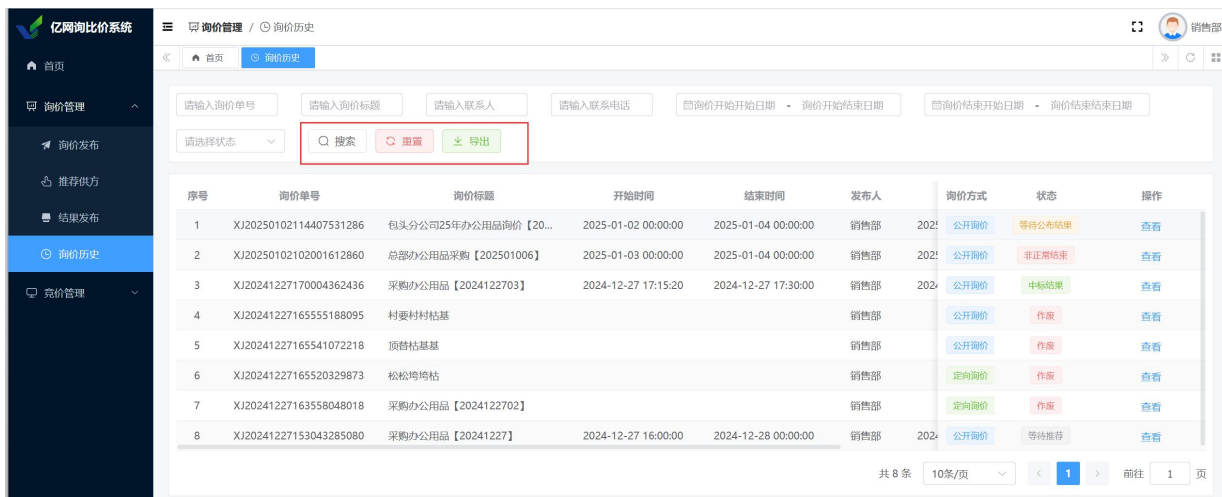 亿网询比价系统
询价管理 / 询价历史
销售部
首页
询价历史
首页
询价管理
询价发布
推荐供方
结果发布
询价历史
竞价管理
请输入询价单号 请输入询价标题 请输入联系人 请输入联系电话 询价开始开始日期 - 询价开始结束日期 询价结束开始日期 - 询价结束结束日期
请选择状态 搜索 重置 导出
序号 询价单号 询价标题 开始时间 结束时间 发布人 询价方式 状态 操作
1 XJ20250102114407531286 包头分公司25年办公用品询价【20... 2025-01-02 00:00:00 2025-01-04 00:00:00 销售部 2025 公开询价 等待公布结果 查看
2 XJ20250102102001612860 总部办公用品采购【202501006】 2025-01-03 00:00:00 2025-01-04 00:00:00 销售部 2025 公开询价 非正常结束 查看
3 XJ20241227170004362436 采购办公用品【2024122703】 2024-12-27 17:15:20 2024-12-27 17:30:00 销售部 2024 公开询价 中标结果 查看
4 XJ20241227165555188095 村要村村枯基 销售部 公开询价 作废 查看
5 XJ20241227165541072218 顶替枯基基 销售部 公开询价 作废 查看
6 XJ20241227165520329873 松松垮垮枯 销售部 定向询价 作废 查看
7 XJ20241227163558048018 采购办公用品【2024122702】 销售部 定向询价 作废 查看
8 XJ20241227153043285080 采购办公用品【20241227】 2024-12-27 16:00:00 2024-12-28 00:00:00 销售部 2024 公开询价 等待推荐 查看
共 8 条 10条/页 1 前往 1 页